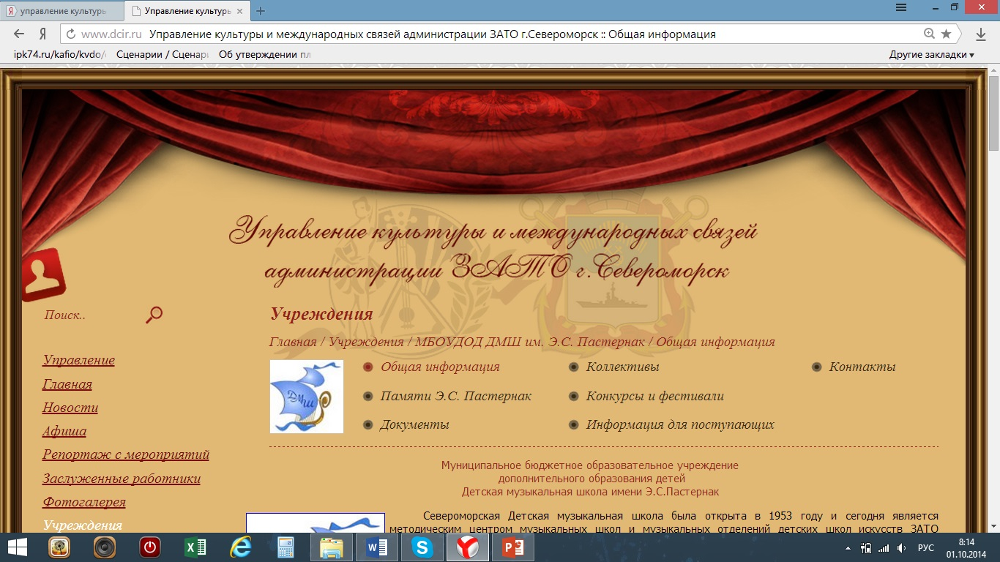 управление культуры
Управление культуры
www.dcir.ru Управление культуры и международных связей администрации ЗАТО г.Североморск :: Общая информация
ipk74.ru/kafio/kvdo/ Сценарии / Сценар Об утверждении пл Другие закладки
Управление культуры и международных связей
администрации ЗАТО г.Североморск
Поиск..
Управление
Главная
Новости
Афиша
Репортаж с мероприятий
Заслуженные работники
Фотогалерея
Учреждения
Учреждения
Главная / Учреждения / МБОУДОД ДМШ им. Э.С. Пастернак / Общая информация
ДМШ
Общая информация Коллективы Контакты
Памяти Э.С. Пастернак Конкурсы и фестивали
Документы Информация для поступающих
Муниципальное бюджетное образовательное учреждение
дополнительного образования детей
Детская музыкальная школа имени Э.С.Пастернак
Североморская Детская музыкальная школа была открыта в 1953 году и сегодня является
методическим центром музыкальных школ и музыкальных отделений детских школ искусств ЗАТО
РУС
8:14
01.10.2014